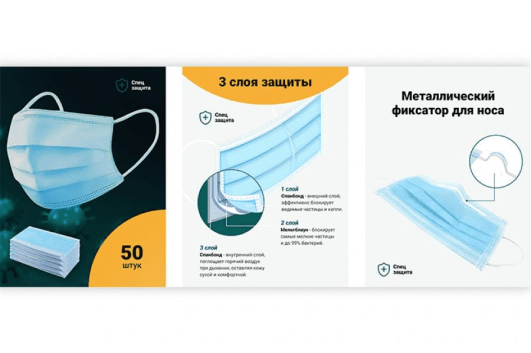 Спец
защита
50
штук
3 слоя защиты
Спец
защита
1 слой
Спанбонд - внешний слой,
эффективно блокирует
видимые частицы и капли.
2 слой
Мельтблаун - блокирует
самые мелкие частицы
и до 99% бактерий.
3 слой
Спанбонд - внутренний слой,
поглощает горячий воздух
при дыхании, оставляя кожу
сухой и комфортной.
Металлический
фиксатор для носа
Спец
защита